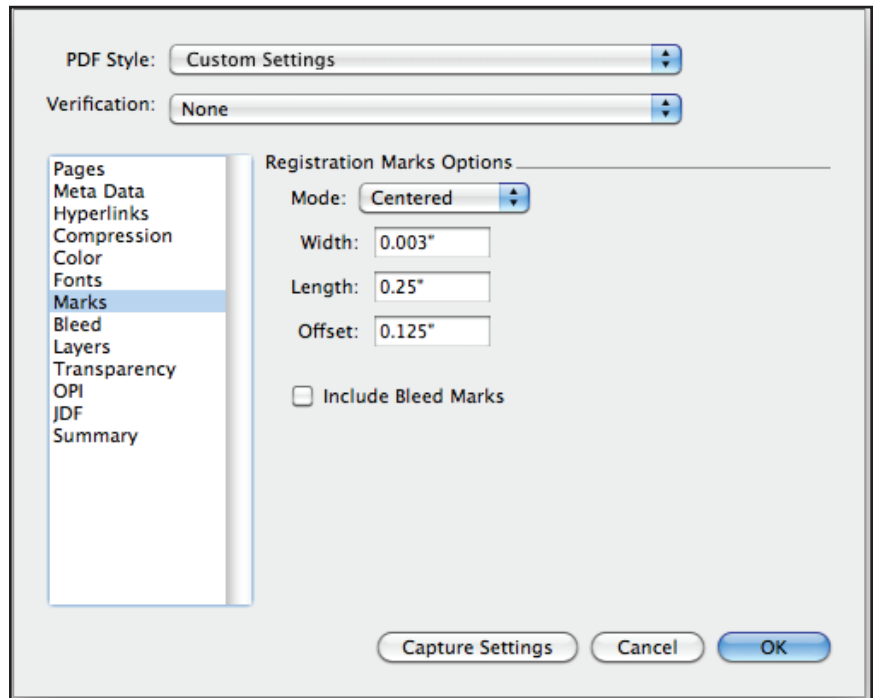 PDF Style: Custom Settings
Verification: None
Pages
Meta Data
Hyperlinks
Compression
Color
Fonts
Marks
Bleed
Layers
Transparency
OPI
JDF
Summary
Registration Marks Options
Mode: Centered
Width: 0.003"
Length: 0.25"
Offset: 0.125"
Include Bleed Marks
Capture Settings Cancel OK